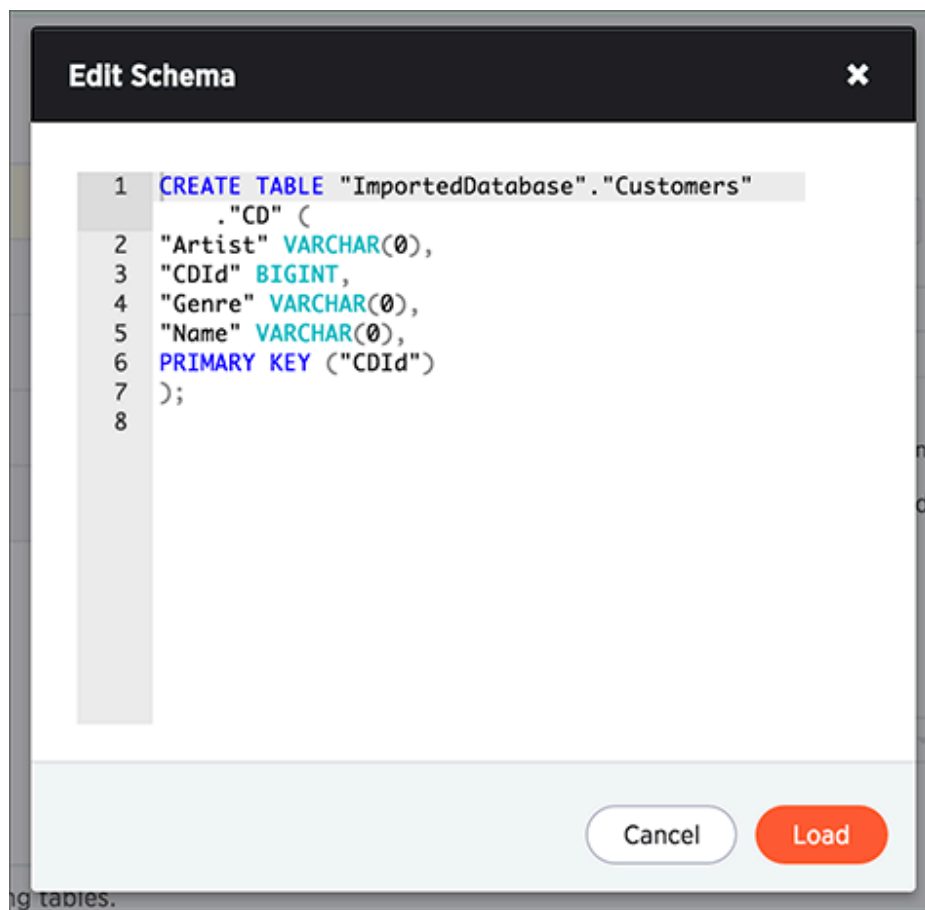 Edit Schema
1 CREATE TABLE "ImportedDatabase"."Customers"
."CD" (
2 "Artist" VARCHAR(0),
3 "CDId" BIGINT,
4 "Genre" VARCHAR(0),
5 "Name" VARCHAR(0),
6 PRIMARY KEY ("CDId")
7 );
8
Cancel Load
ng tables.